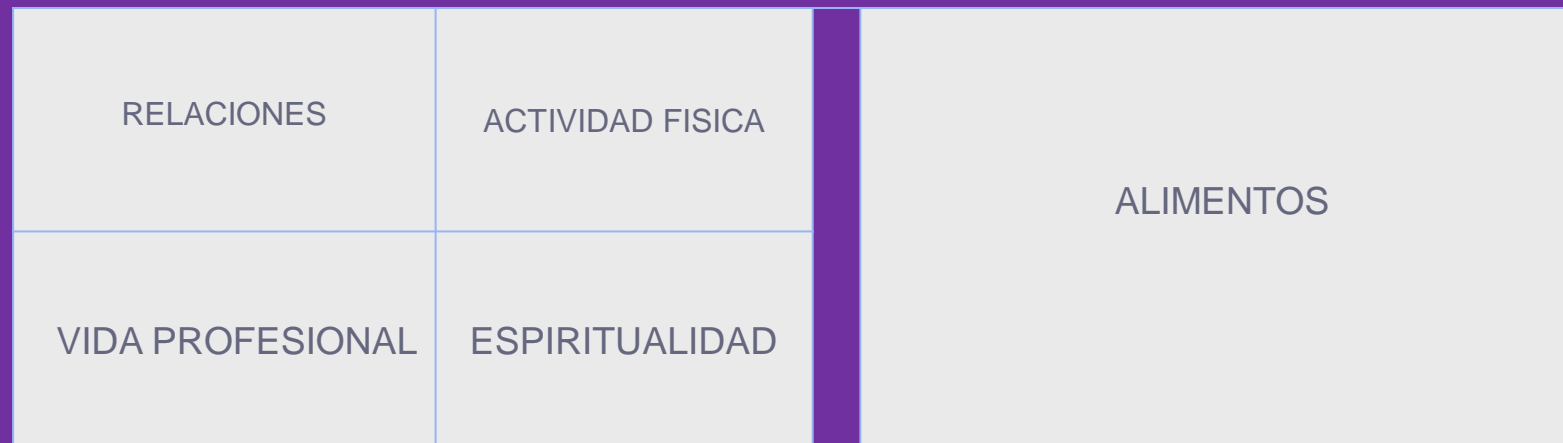 RELACIONES
ACTIVIDAD FISICA
VIDA PROFESIONAL
ESPIRITUALIDAD
ALIMENTOS